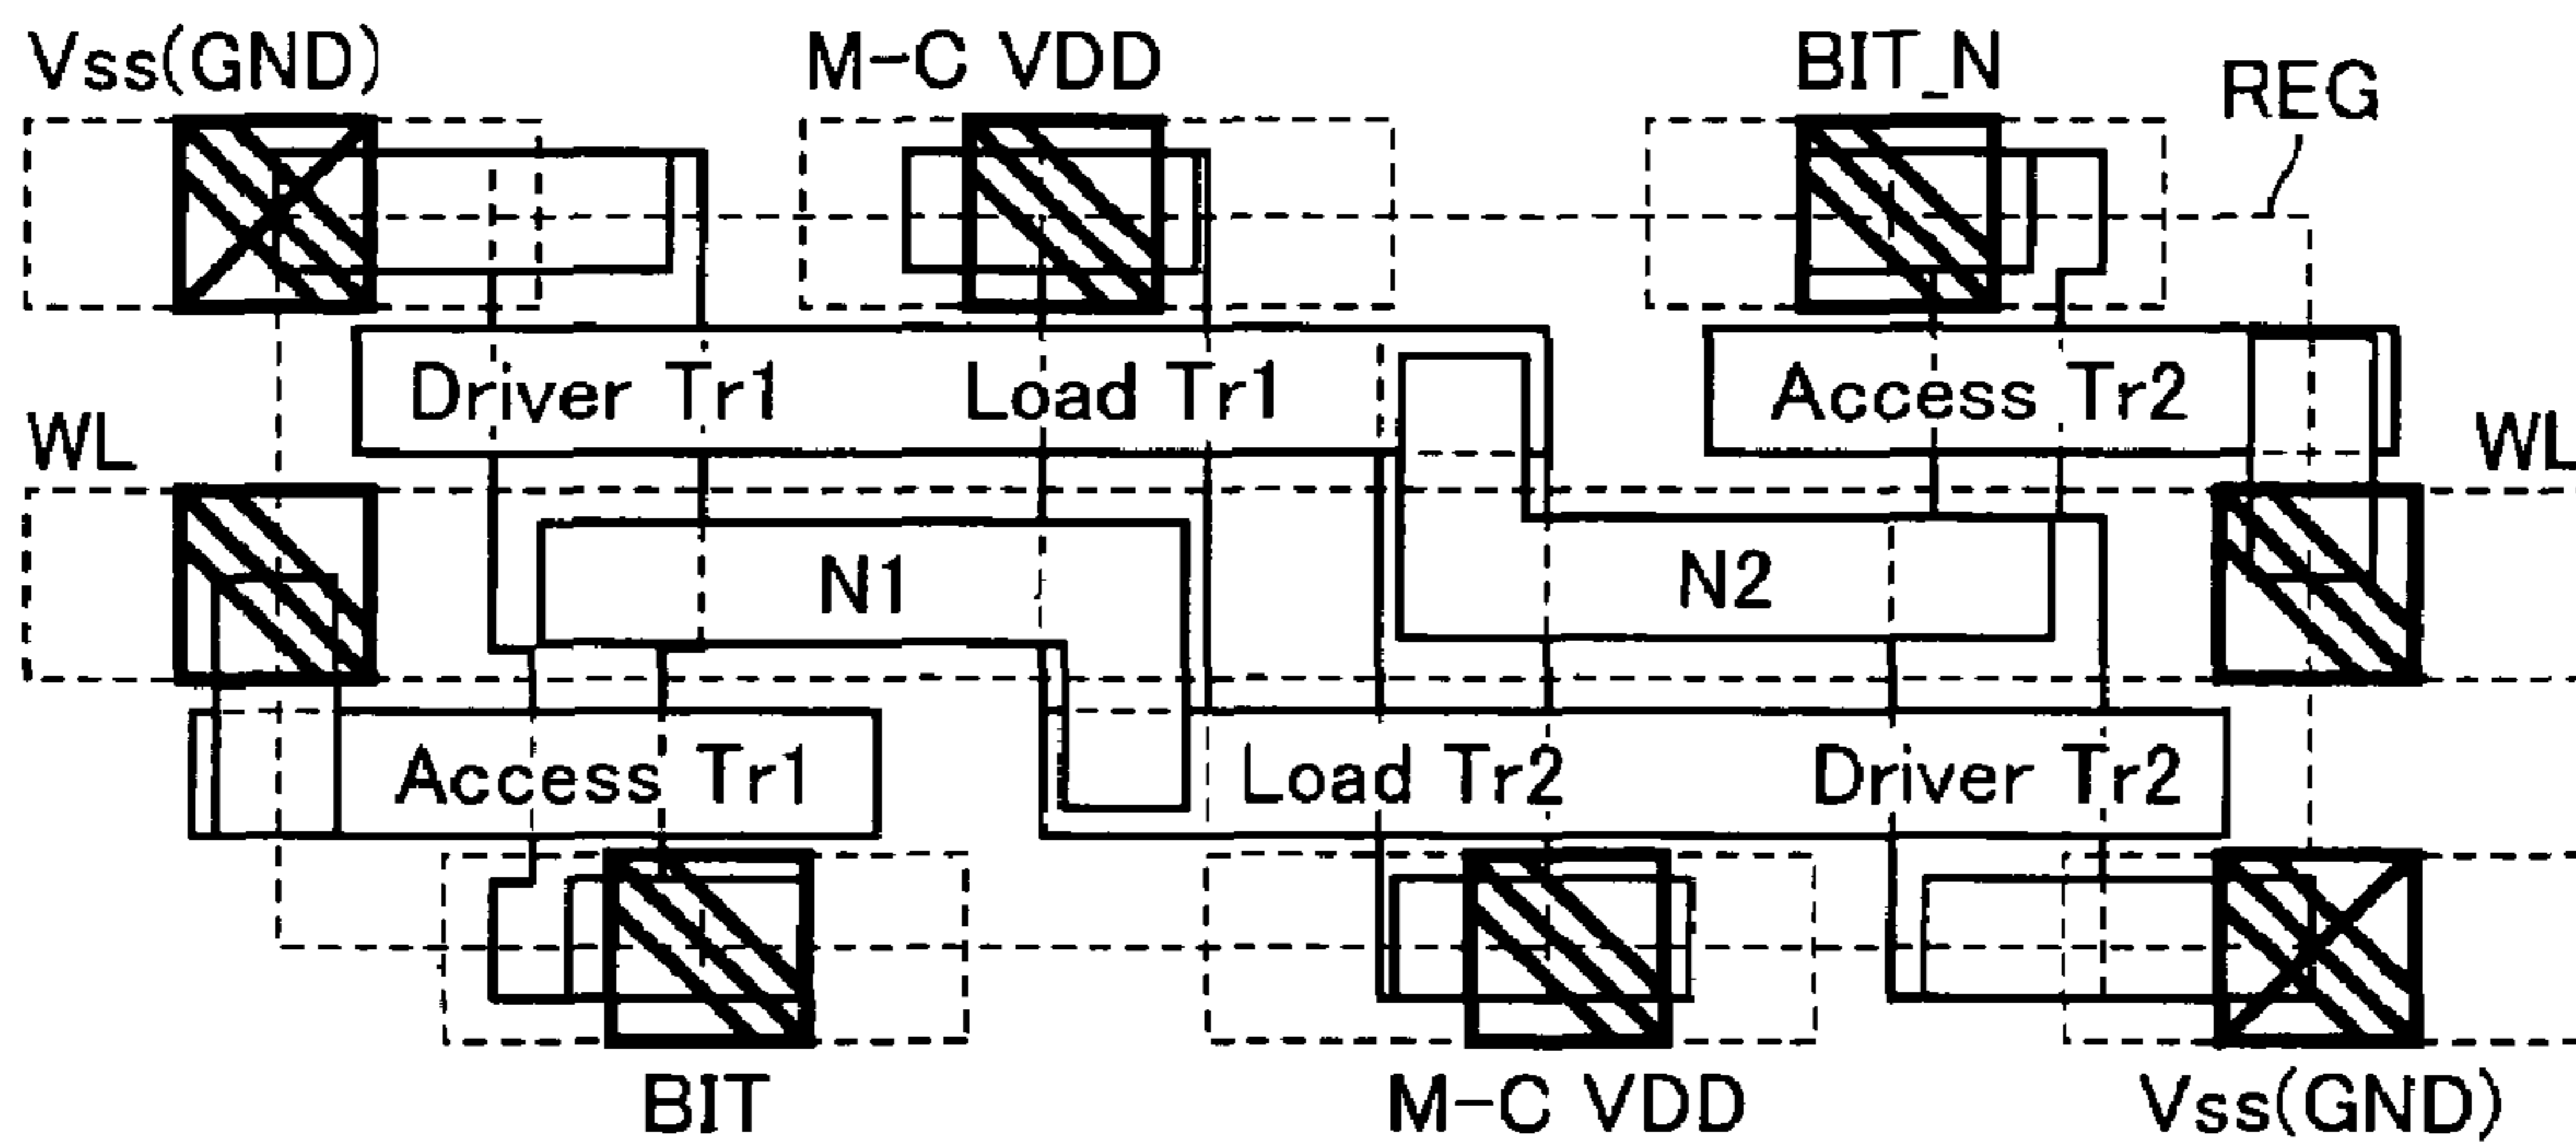 Vss(GND) M-C VDD BIT_N REG
Driver Tr1 Load Tr1 Access Tr2
WL WL
N1 N2
Access Tr1 Load Tr2 Driver Tr2
BIT M-C VDD Vss(GND)